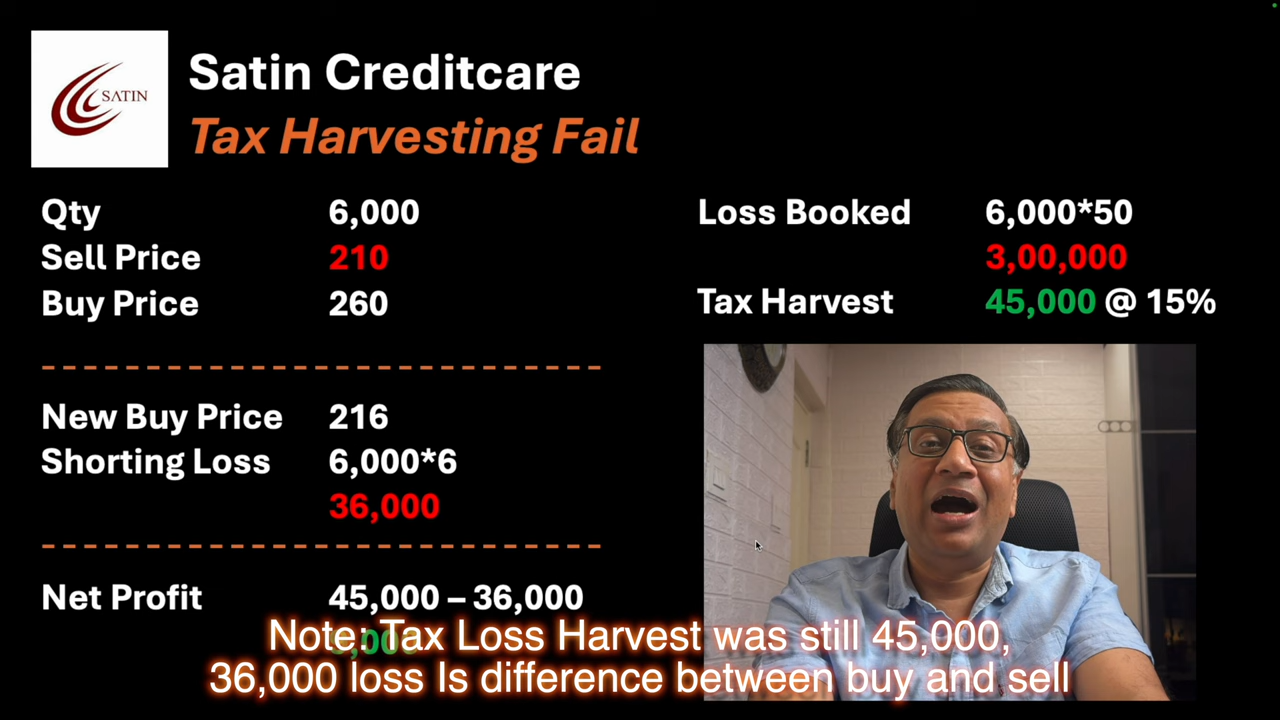 SATIN
Satin Creditcare
Tax Harvesting Fail
Qty 6,000
Sell Price 210
Buy Price 260
Loss Booked 6,000*50
3,00,000
Tax Harvest 45,000 @ 15%
New Buy Price 216
Shorting Loss 6,000*6
36,000
Net Profit 45,000 – 36,000
Note: Tax Loss Harvest was still 45,000,
36,000 loss Is difference between buy and sell